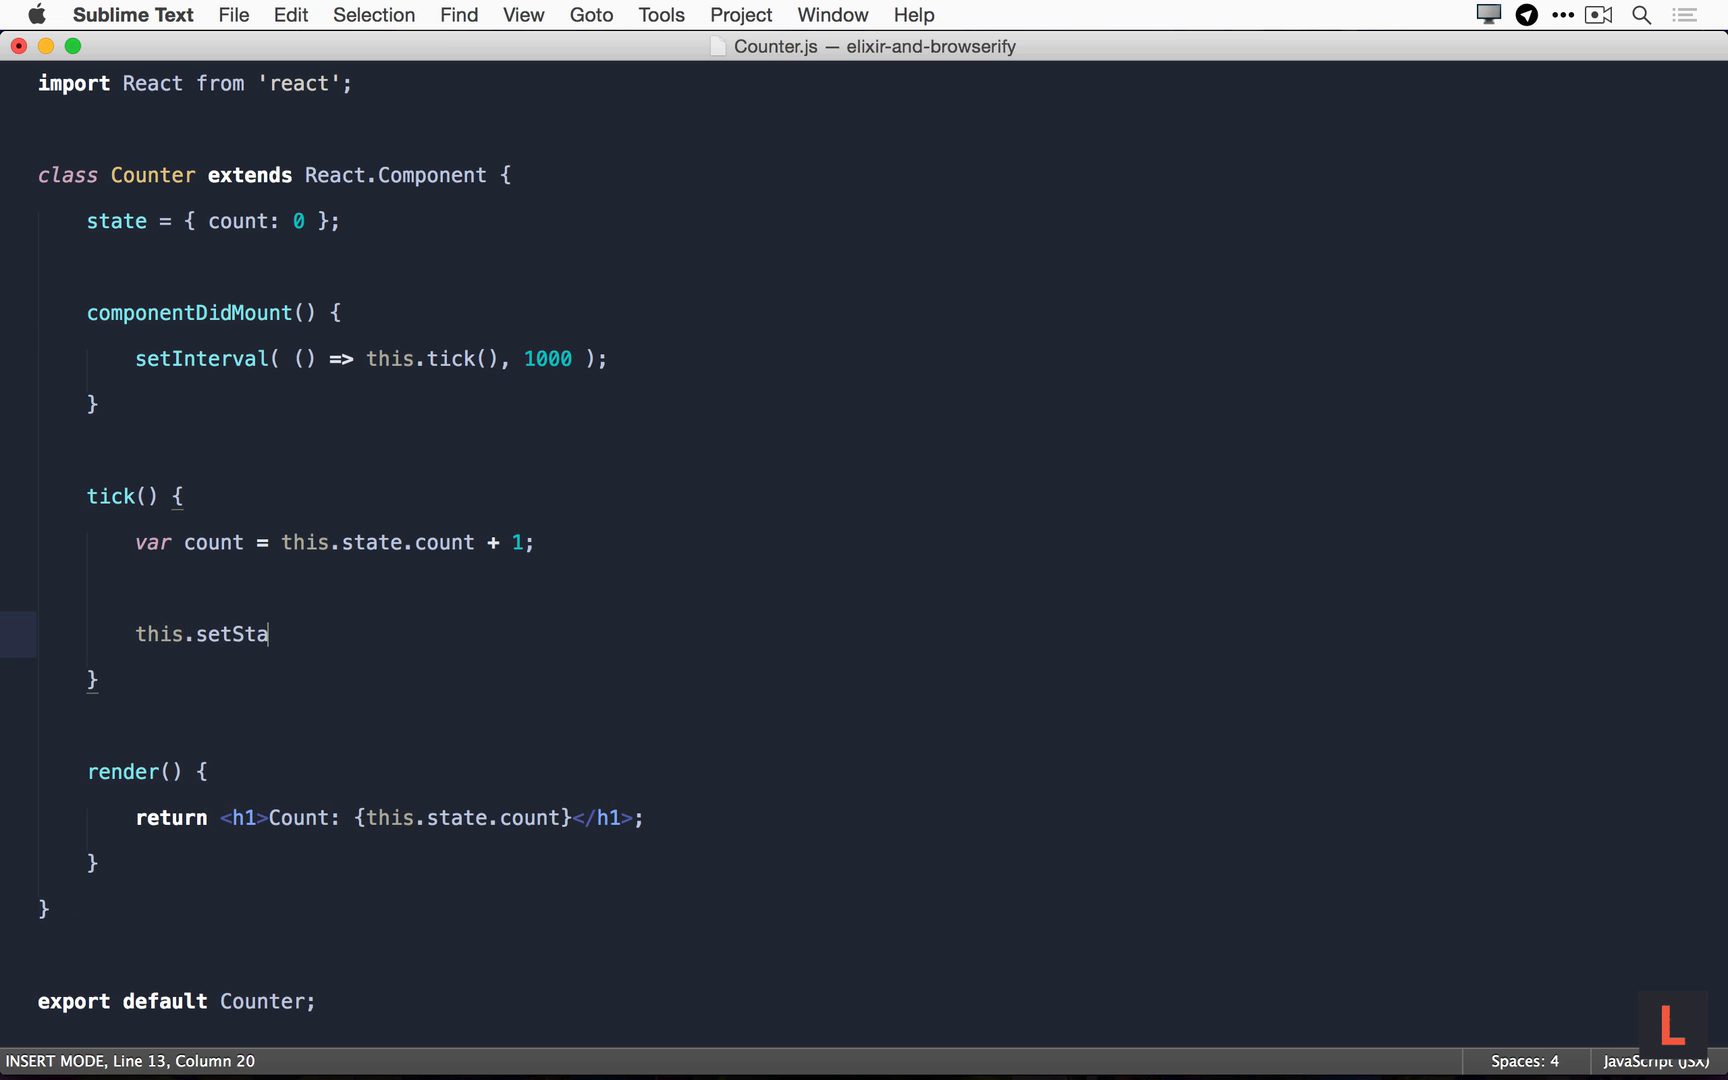 Sublime Text File Edit Selection Find View Goto Tools Project Window Help
Counter.js — elixir-and-browserify
import React from 'react';
class Counter extends React.Component {
state = { count: 0 };
componentDidMount() {
setInterval( () => this.tick(), 1000 );
}
tick() {
var count = this.state.count + 1;
this.setSta
}
render() {
return <h1>Count: {this.state.count}</h1>;
}
}
export default Counter;
L
INSERT MODE, Line 13, Column 20 Spaces: 4 JavaScript (JSX)